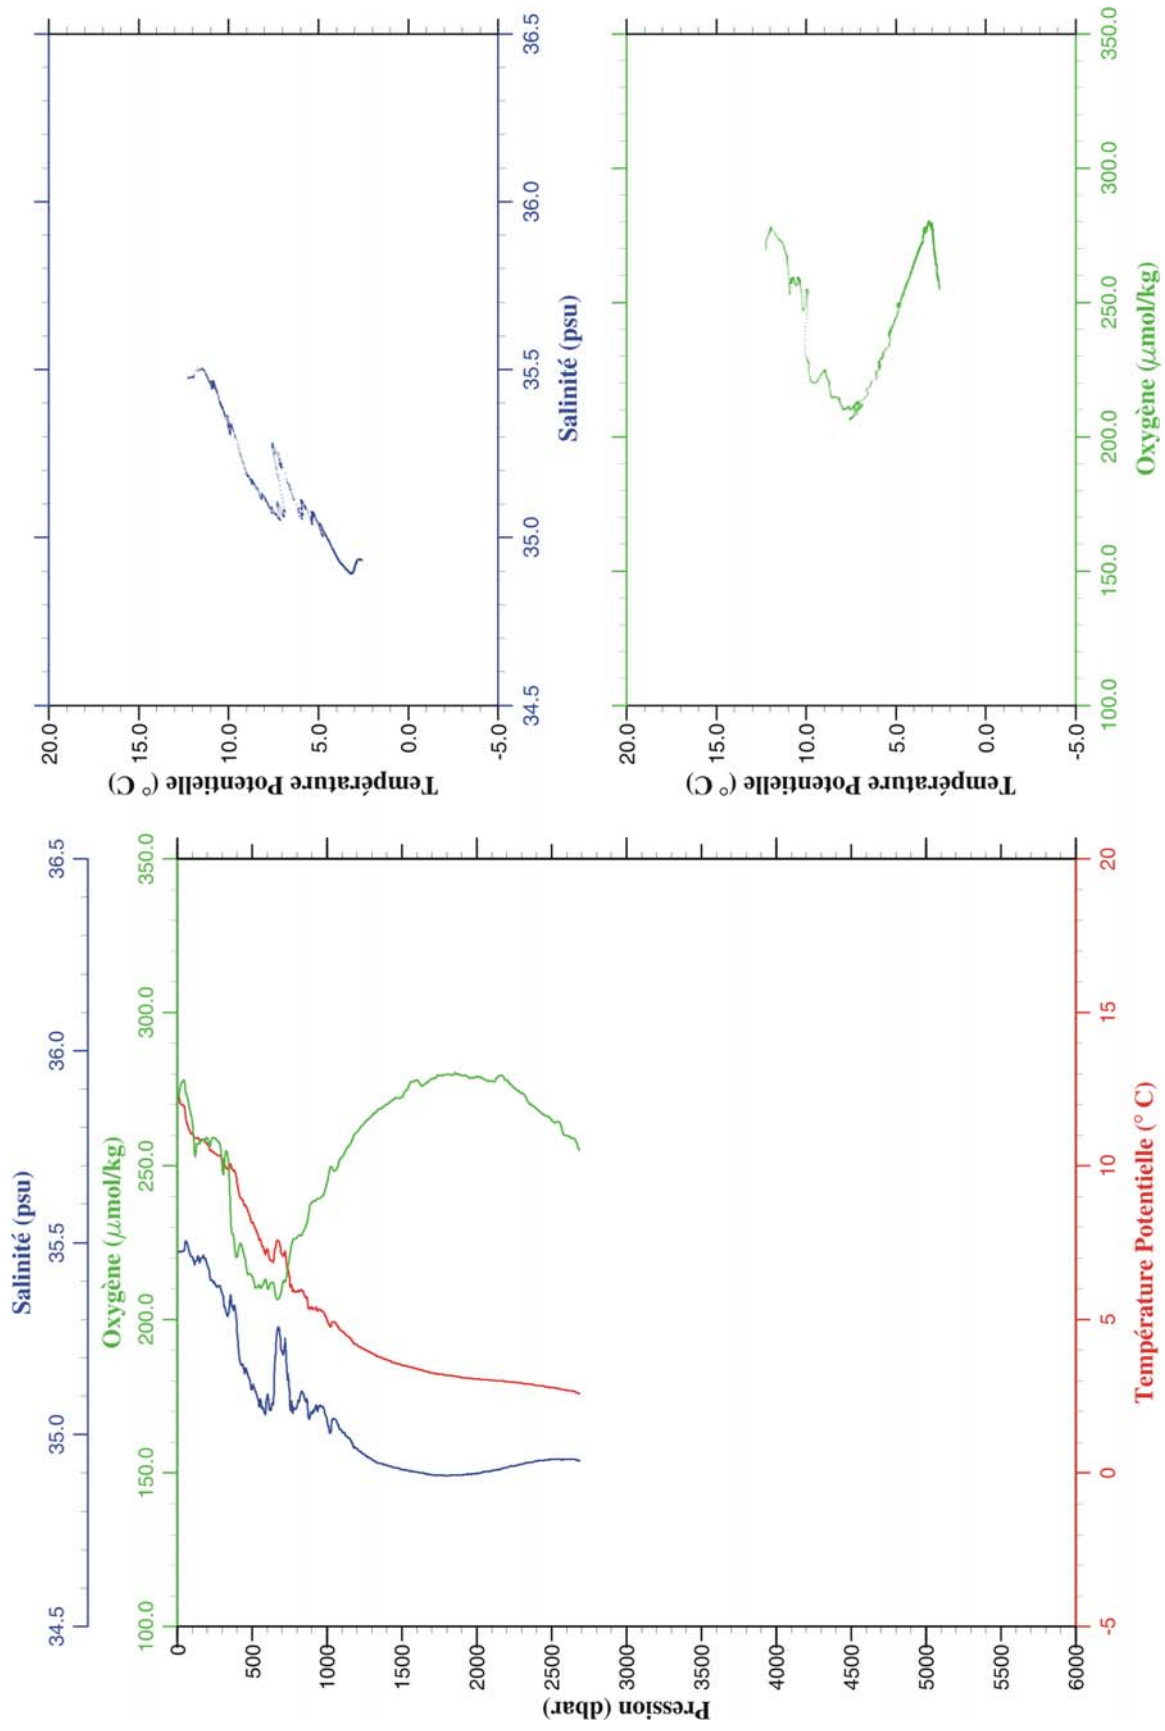 Salinité (psu)
34.5 35.0 35.5 36.0 36.5
Oxygène (μmol/kg)
100.0 150.0 200.0 250.0 300.0 350.0
Pression (dbar)
0
500
1000
1500
2000
2500
3000
3500
4000
4500
5000
5500
6000
-5 0 5 10 15 20
Température Potentielle (° C)
Température Potentielle (° C)
20.0
15.0
10.0
5.0
0.0
-5.0
34.5 35.0 35.5 36.0 36.5
Salinité (psu)
Température Potentielle (° C)
20.0
15.0
10.0
5.0
0.0
-5.0
100.0 150.0 200.0 250.0 300.0 350.0
Oxygène (μmol/kg)